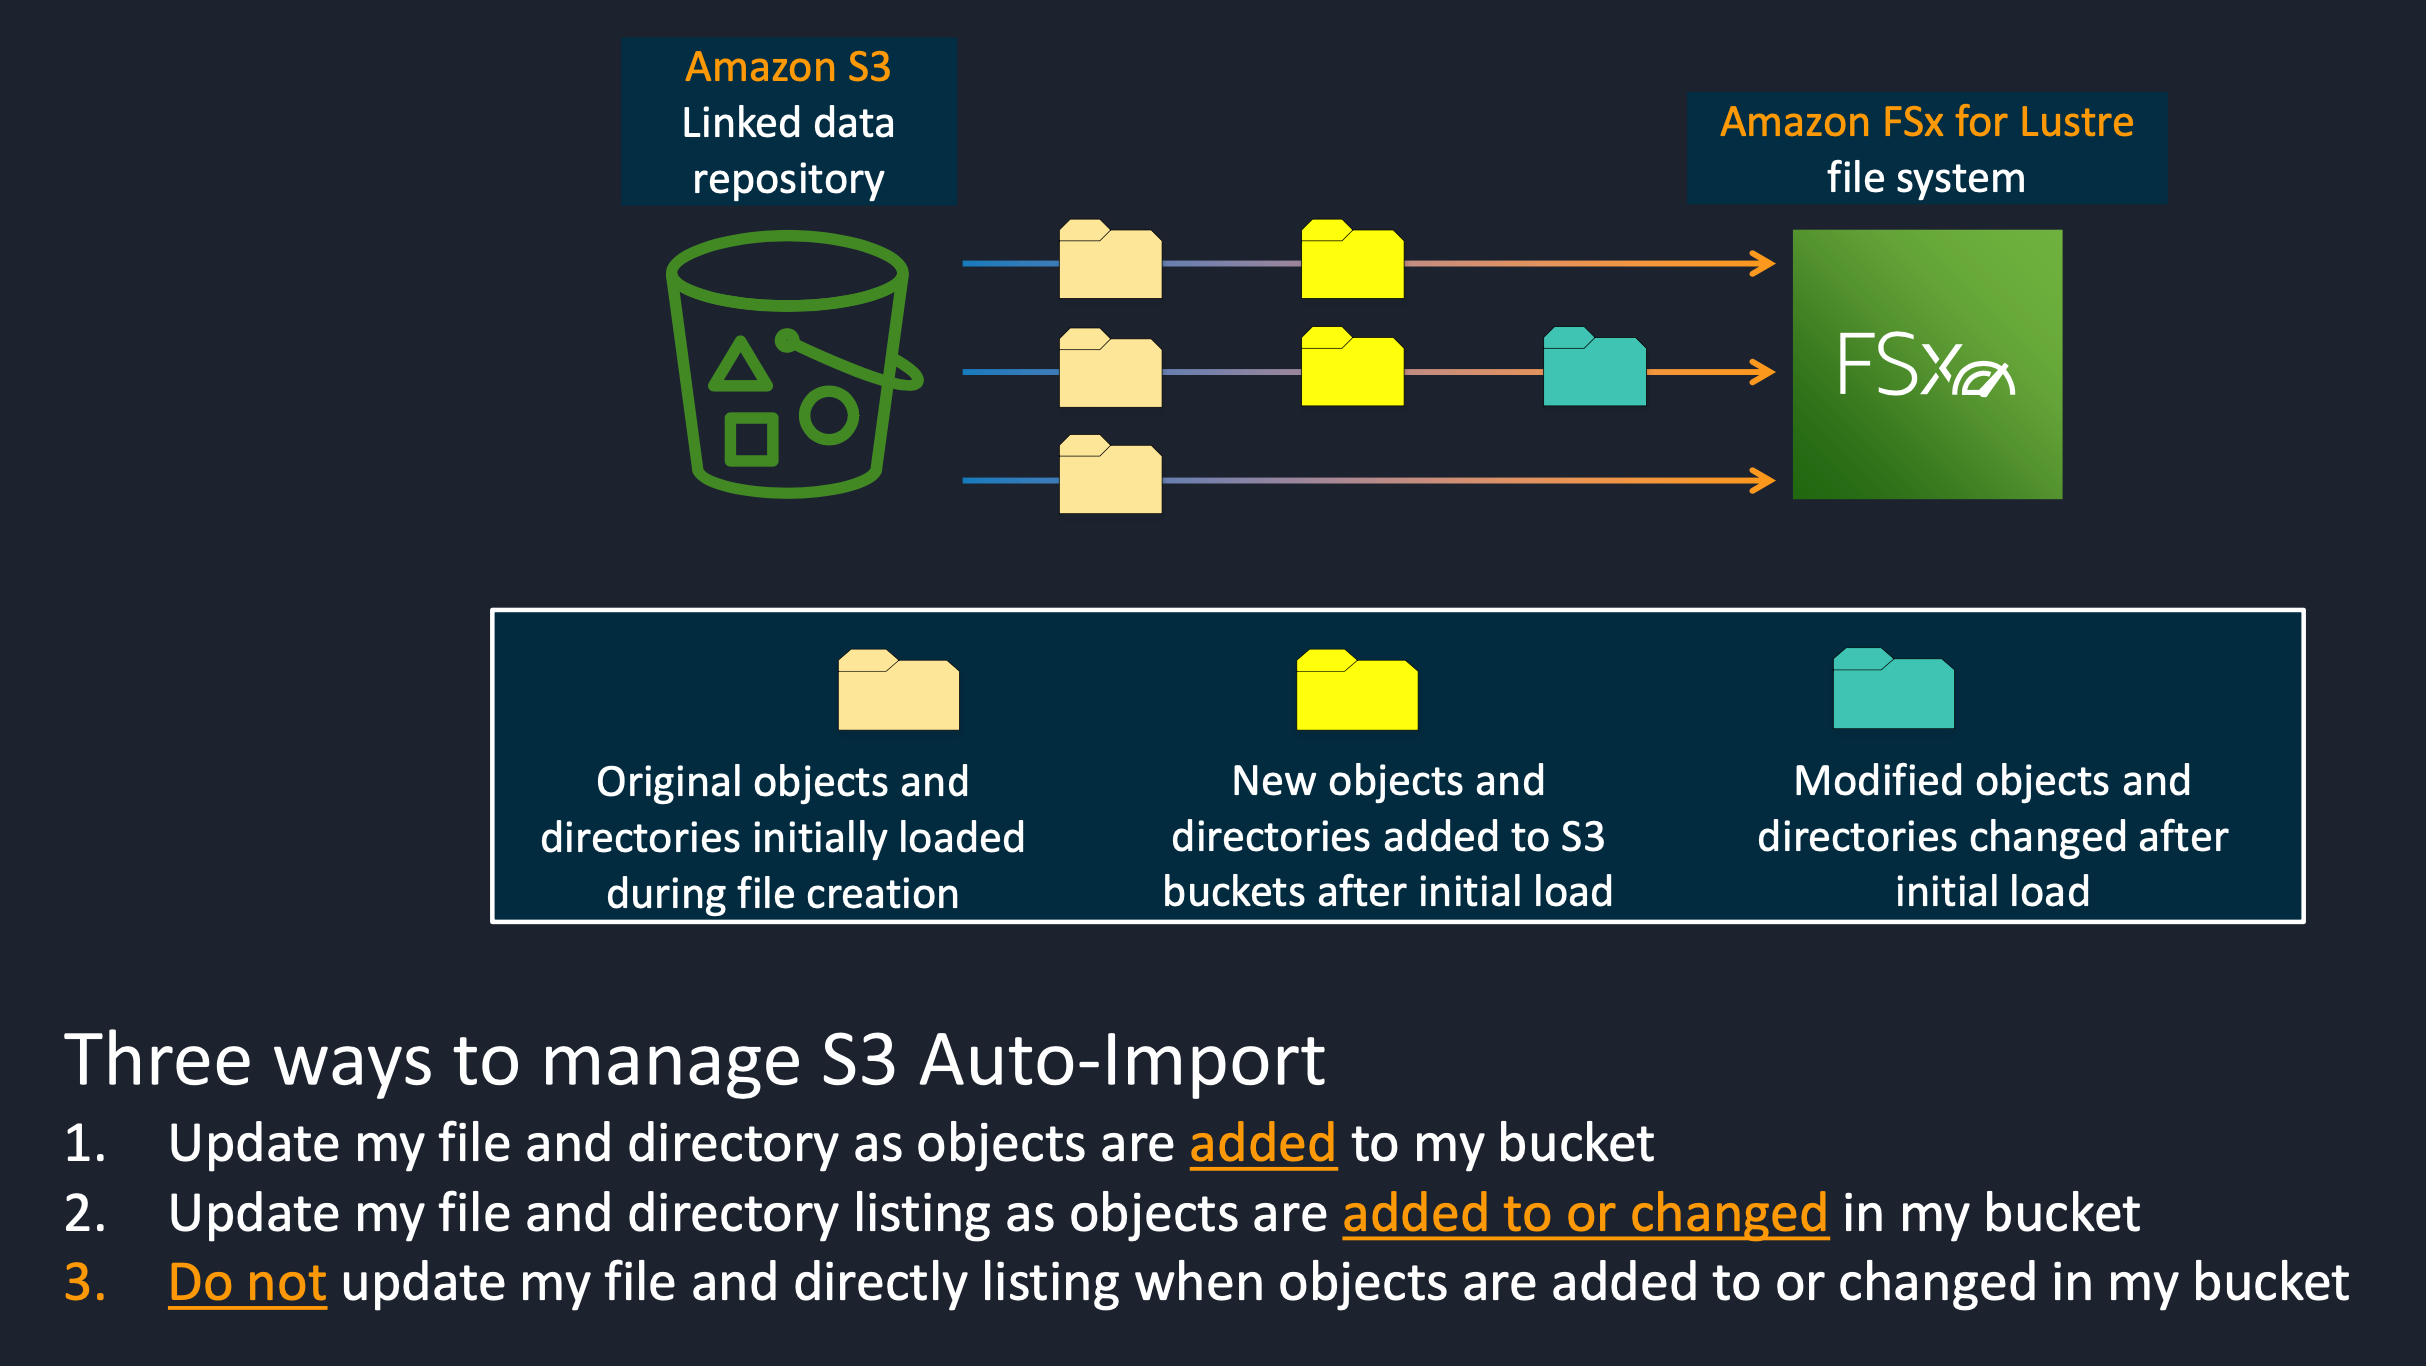 Amazon S3
Linked data
repository
Amazon FSx for Lustre
file system
FSx
Original objects and
directories initially loaded
during file creation
New objects and
directories added to S3
buckets after initial load
Modified objects and
directories changed after
initial load
Three ways to manage S3 Auto-Import
1. Update my file and directory as objects are added to my bucket
2. Update my file and directory listing as objects are added to or changed in my bucket
3. Do not update my file and directly listing when objects are added to or changed in my bucket